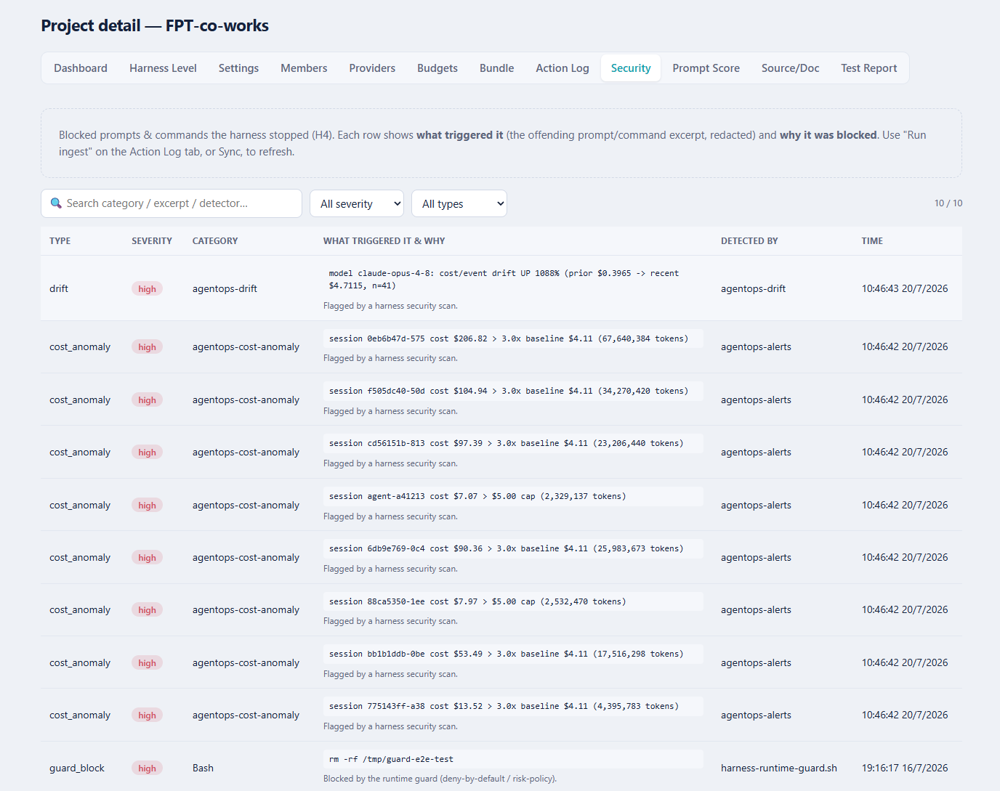 Project detail — FPT-co-works
Dashboard Harness Level Settings Members Providers Budgets Bundle Action Log Security Prompt Score Source/Doc Test Report
Blocked prompts & commands the harness stopped (H4). Each row shows what triggered it (the offending prompt/command excerpt, redacted) and why it was blocked. Use "Run
ingest" on the Action Log tab, or Sync, to refresh.
Search category / excerpt / detector... All severity All types 10 / 10
TYPE SEVERITY CATEGORY WHAT TRIGGERED IT & WHY DETECTED BY TIME
drift high agentops-drift model claude-opus-4-8: cost/event drift UP 1088% (prior $0.3965 -> recent
$4.7115, n=41)
Flagged by a harness security scan. agentops-drift 10:46:43 20/7/2026
cost_anomaly high agentops-cost-anomaly session 0eb6b47d-575 cost $206.82 > 3.0x baseline $4.11 (67,640,384 tokens)
Flagged by a harness security scan. agentops-alerts 10:46:42 20/7/2026
cost_anomaly high agentops-cost-anomaly session f505dc40-50d cost $104.94 > 3.0x baseline $4.11 (34,270,420 tokens)
Flagged by a harness security scan. agentops-alerts 10:46:42 20/7/2026
cost_anomaly high agentops-cost-anomaly session cd56151b-813 cost $97.39 > 3.0x baseline $4.11 (23,206,440 tokens)
Flagged by a harness security scan. agentops-alerts 10:46:42 20/7/2026
cost_anomaly high agentops-cost-anomaly session agent-a41213 cost $7.07 > $5.00 cap (2,329,137 tokens)
Flagged by a harness security scan. agentops-alerts 10:46:42 20/7/2026
cost_anomaly high agentops-cost-anomaly session 6db9e769-0c4 cost $90.36 > 3.0x baseline $4.11 (25,983,673 tokens)
Flagged by a harness security scan. agentops-alerts 10:46:42 20/7/2026
cost_anomaly high agentops-cost-anomaly session 88ca5350-1ee cost $7.97 > $5.00 cap (2,532,470 tokens)
Flagged by a harness security scan. agentops-alerts 10:46:42 20/7/2026
cost_anomaly high agentops-cost-anomaly session bb1b1ddb-0be cost $53.49 > 3.0x baseline $4.11 (17,516,298 tokens)
Flagged by a harness security scan. agentops-alerts 10:46:42 20/7/2026
cost_anomaly high agentops-cost-anomaly session 775143ff-a38 cost $13.52 > 3.0x baseline $4.11 (4,395,783 tokens)
Flagged by a harness security scan. agentops-alerts 10:46:42 20/7/2026
guard_block high Bash rm -rf /tmp/guard-e2e-test
Blocked by the runtime guard (deny-by-default / risk-policy). harness-runtime-guard.sh 19:16:17 16/7/2026